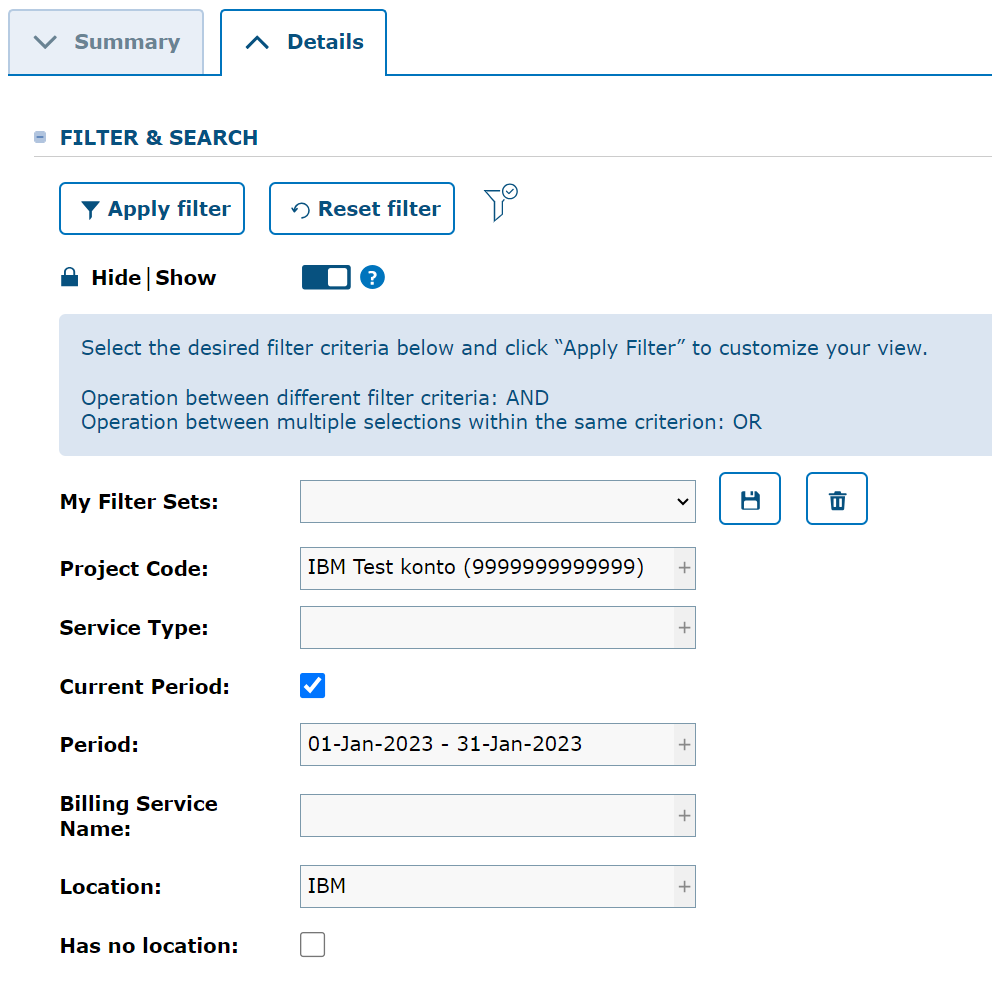 Summary
Details
FILTER & SEARCH
Apply filter
Reset filter
Hide|Show
?
Select the desired filter criteria below and click “Apply Filter” to customize your view.
Operation between different filter criteria: AND
Operation between multiple selections within the same criterion: OR
My Filter Sets:
Project Code: IBM Test konto (9999999999999) +
Service Type: +
Current Period:
Period: 01-Jan-2023 - 31-Jan-2023 +
Billing Service
Name: +
Location: IBM +
Has no location: